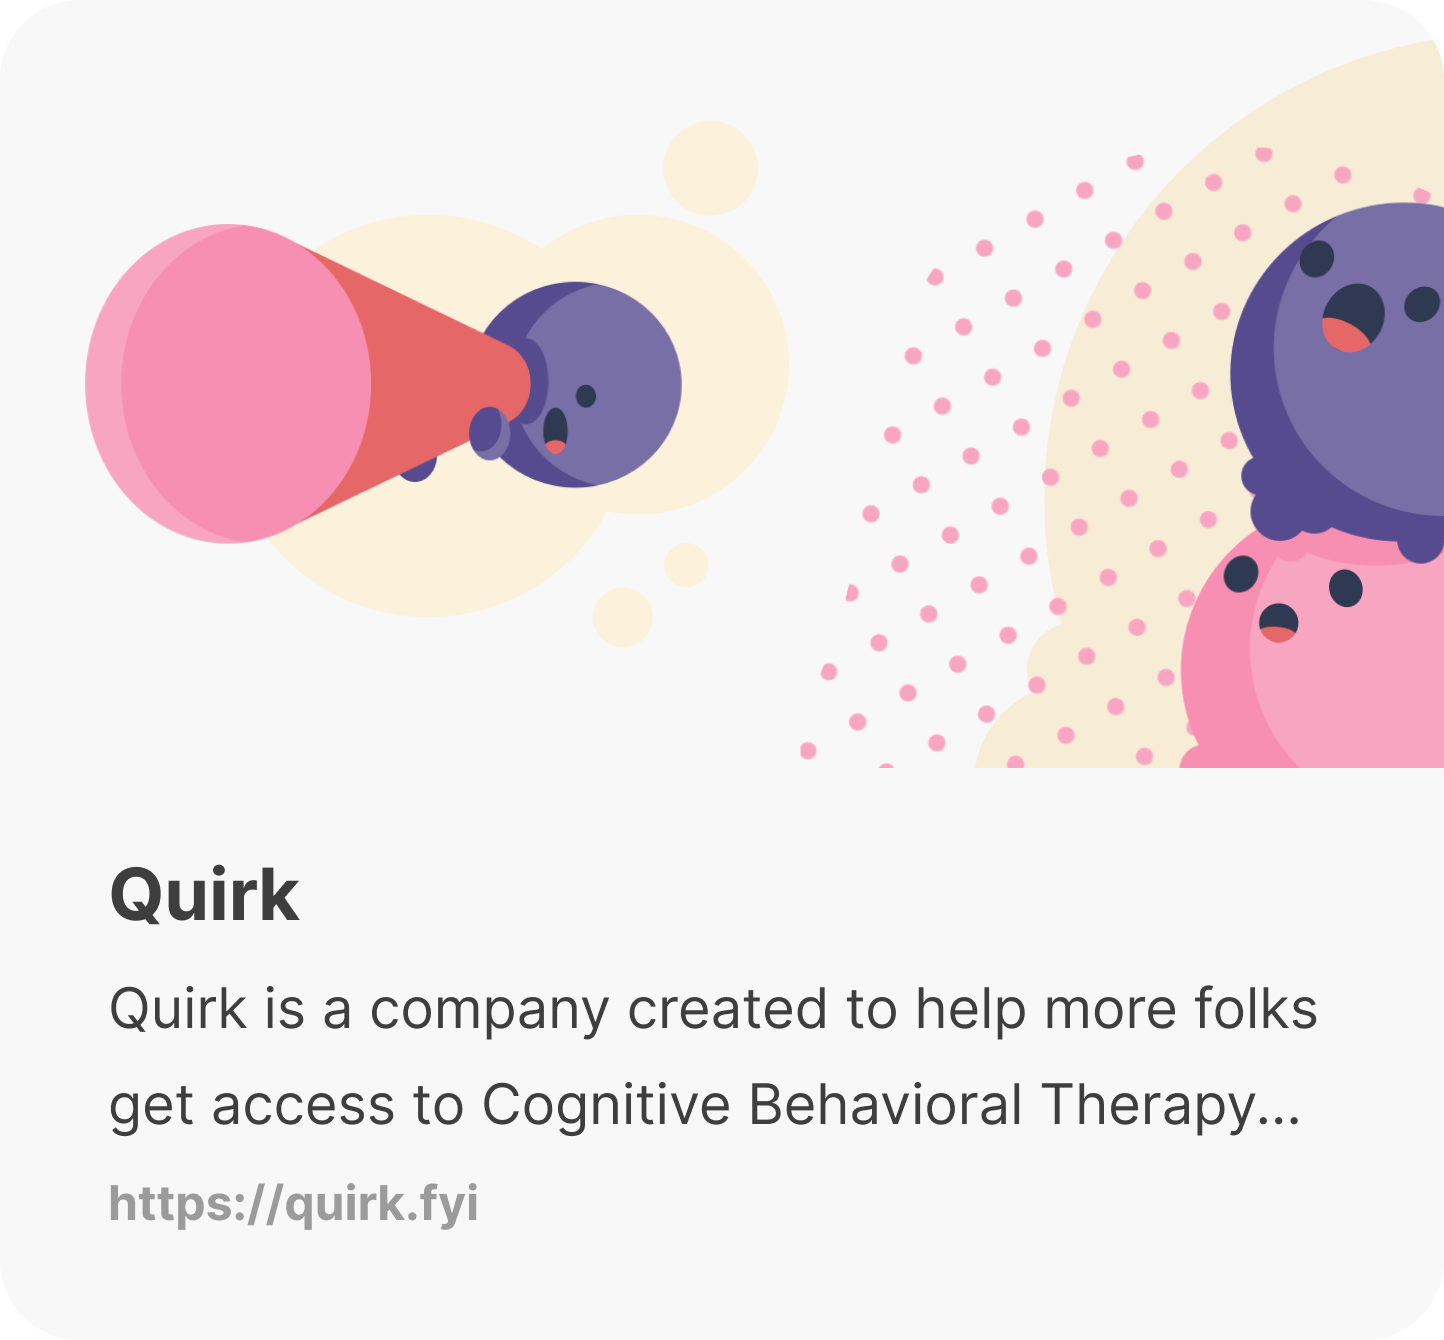 Quirk
Quirk is a company created to help more folks
get access to Cognitive Behavioral Therapy...
https://quirk.fyi